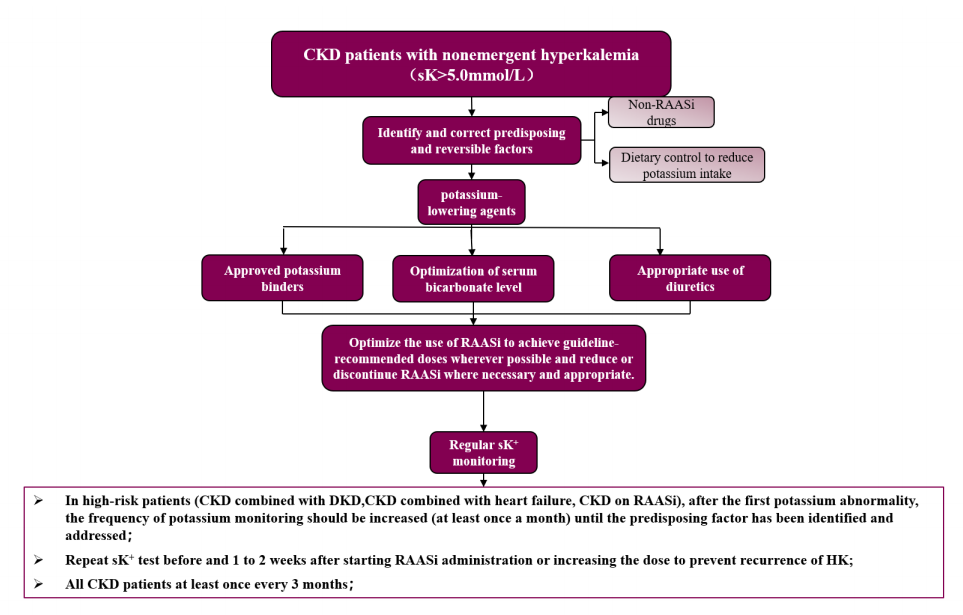 CKD patients with nonemergent hyperkalemia
（sK>5.0mmol/L）
Non-RAASi
drugs
Identify and correct predisposing
and reversible factors
Dietary control to reduce
potassium intake
potassium-
lowering agents
Approved potassium
binders
Optimization of serum
bicarbonate level
Appropriate use of
diuretics
Optimize the use of RAASi to achieve guideline-
recommended doses wherever possible and reduce or
discontinue RAASi where necessary and appropriate.
Regular sK⁺
monitoring
➢ In high-risk patients (CKD combined with DKD,CKD combined with heart failure, CKD on RAASi), after the first potassium abnormality,
the frequency of potassium monitoring should be increased (at least once a month) until the predisposing factor has been identified and
addressed；
➢ Repeat sK⁺ test before and 1 to 2 weeks after starting RAASi administration or increasing the dose to prevent recurrence of HK;
➢ All CKD patients at least once every 3 months；